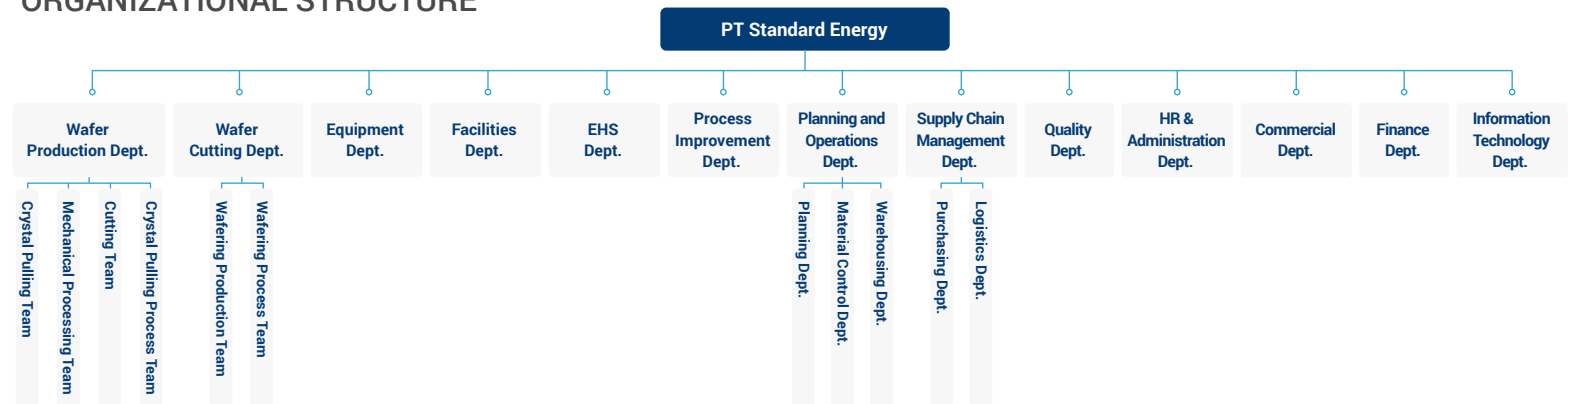 ORGANIZATIONAL STRUCTURE
PT Standard Energy
Wafer
Production Dept.
Wafer
Cutting Dept.
Equipment
Dept.
Facilities
Dept.
EHS
Dept.
Process
Improvement
Dept.
Planning and
Operations
Dept.
Supply Chain
Management
Dept.
Quality
Dept.
HR &
Administration
Dept.
Commercial
Dept.
Finance
Dept.
Information
Technology
Dept.
Crystal Pulling Team
Mechanical Processing Team
Cutting Team
Crystal Pulling Process Team
Wafering Production Team
Wafering Process Team
Planning Dept.
Material Control Dept.
Warehousing Dept.
Purchasing Dept.
Logistics Dept.